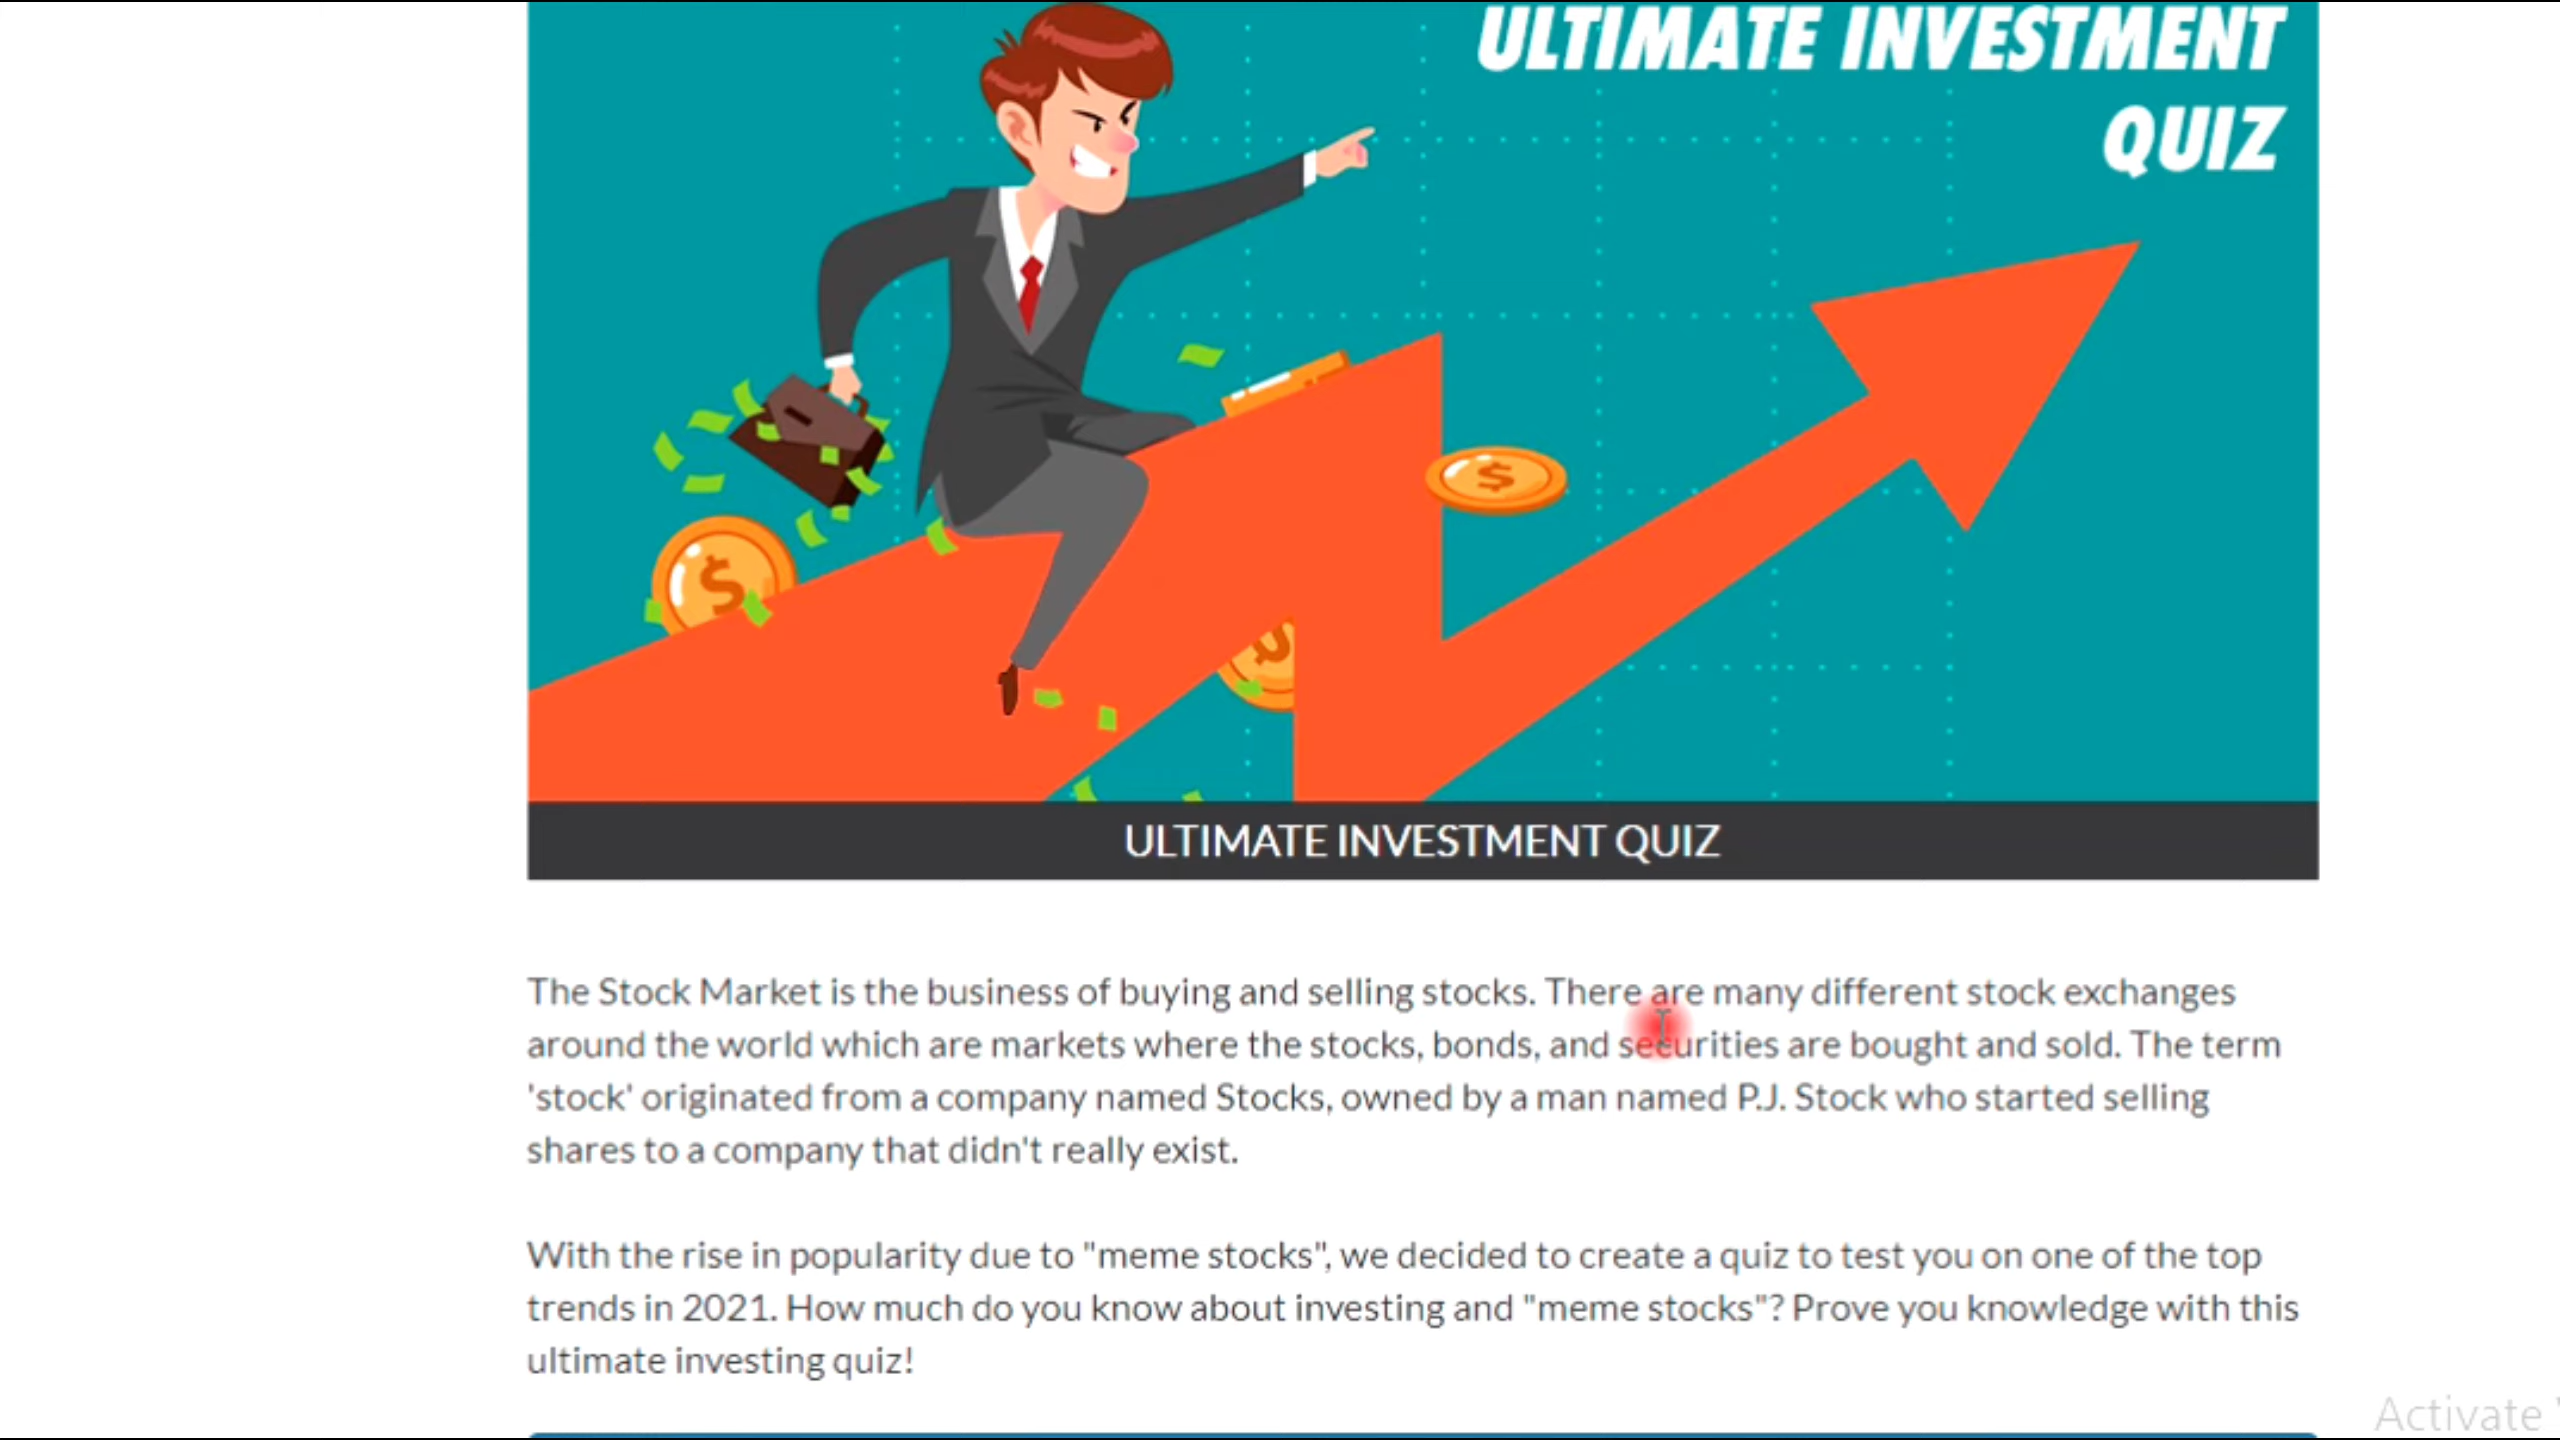 ULTIMATE INVESTMENT
QUIZ
$
$
ULTIMATE INVESTMENT QUIZ
The Stock Market is the business of buying and selling stocks. There are many different stock exchanges
around the world which are markets where the stocks, bonds, and securities are bought and sold. The term
'stock' originated from a company named Stocks, owned by a man named P.J. Stock who started selling
shares to a company that didn't really exist.
With the rise in popularity due to "meme stocks", we decided to create a quiz to test you on one of the top
trends in 2021. How much do you know about investing and "meme stocks"? Prove you knowledge with this
ultimate investing quiz!
Activate